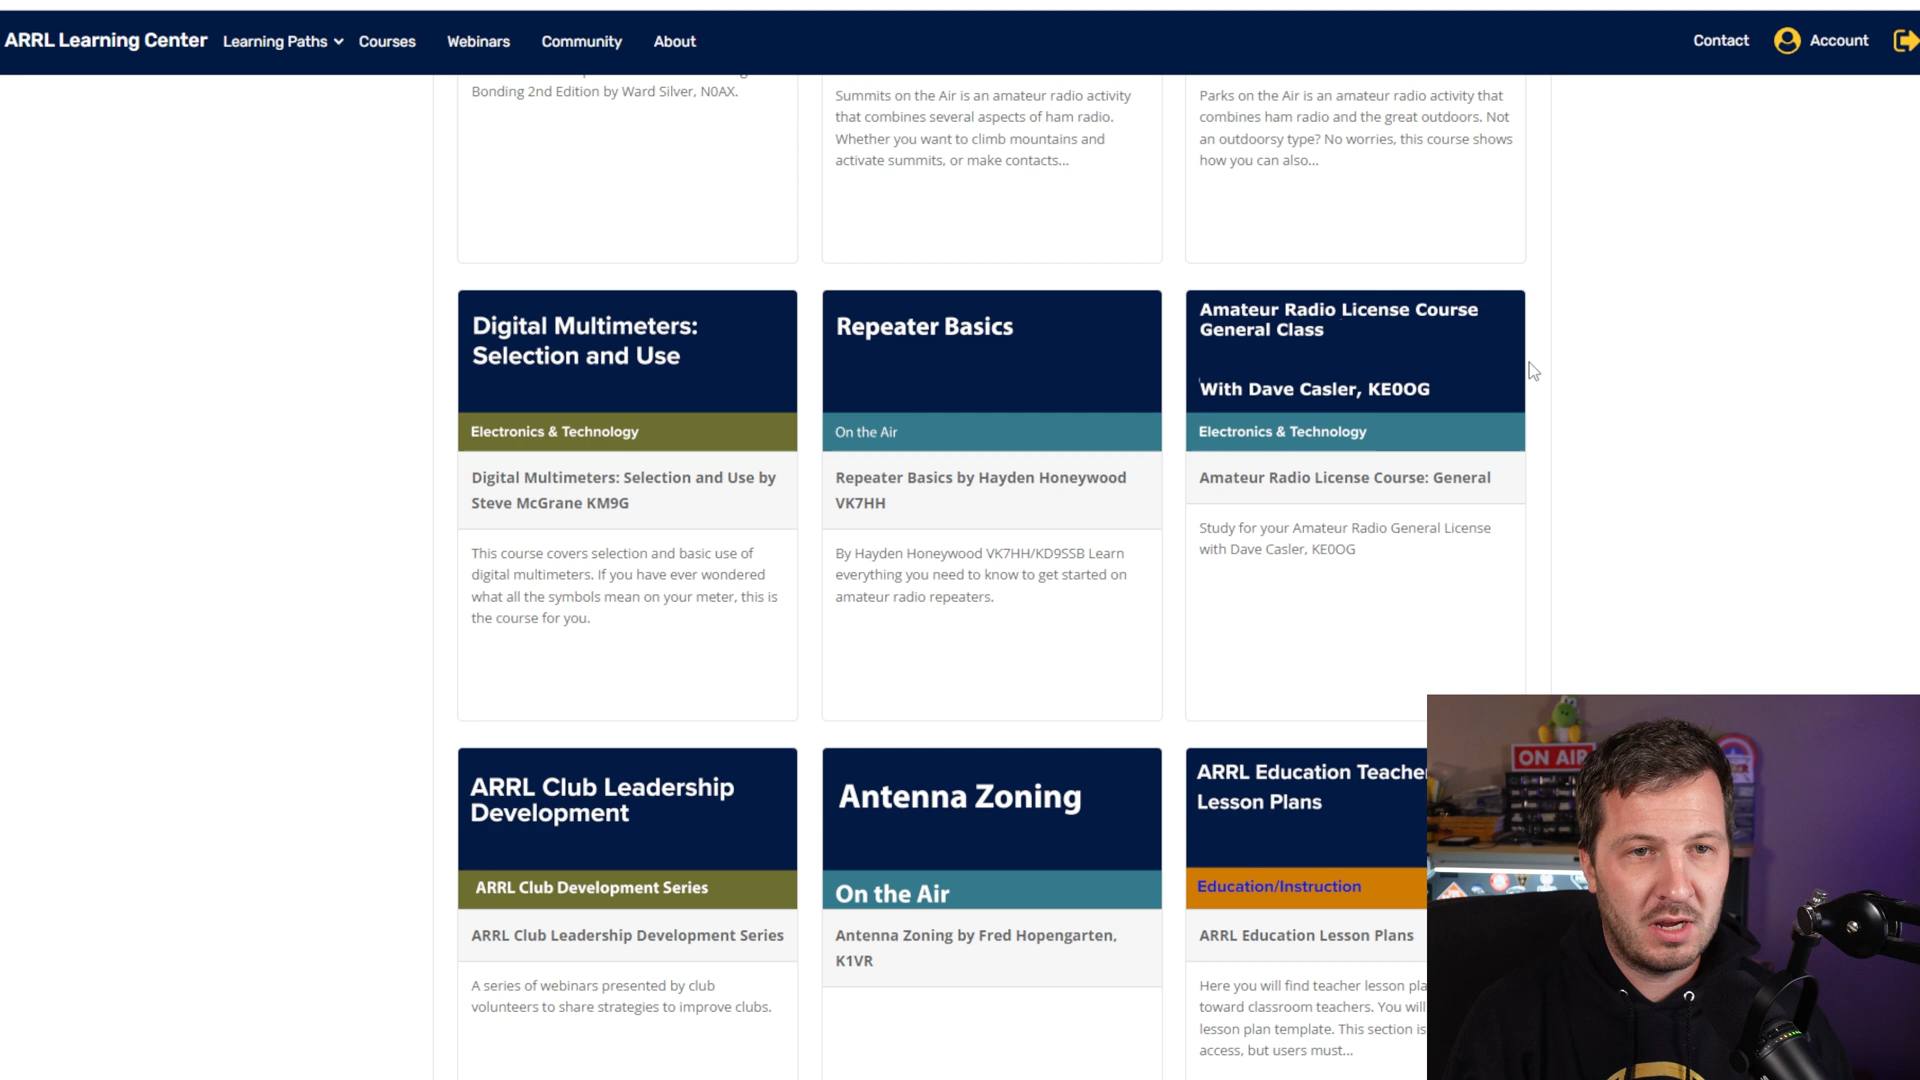 ARRL Learning Center
Learning Paths
Courses
Webinars
Community
About
Contact
Account
Bonding 2nd Edition by Ward Silver, N0AX.
Summits on the Air is an amateur radio activity
that combines several aspects of ham radio.
Whether you want to climb mountains and
activate summits, or make contacts...
Parks on the Air is an amateur radio activity that
combines ham radio and the great outdoors. Not
an outdoorsy type? No worries, this course shows
how you can also...
Digital Multimeters:
Selection and Use
Electronics & Technology
Digital Multimeters: Selection and Use by
Steve McGrane KM9G
This course covers selection and basic use of
digital multimeters. If you have ever wondered
what all the symbols mean on your meter, this is
the course for you.
Repeater Basics
On the Air
Repeater Basics by Hayden Honeywood
VK7HH
By Hayden Honeywood VK7HH/KD9SSB Learn
everything you need to know to get started on
amateur radio repeaters.
Amateur Radio License Course
General Class
With Dave Casler, KE0OG
Electronics & Technology
Amateur Radio License Course: General
Study for your Amateur Radio General License
with Dave Casler, KE0OG
ARRL Club Leadership
Development
ARRL Club Development Series
ARRL Club Leadership Development Series
A series of webinars presented by club
volunteers to share strategies to improve clubs.
Antenna Zoning
On the Air
Antenna Zoning by Fred Hopengarten,
K1VR
ARRL Education Teache
Lesson Plans
Education/Instruction
ARRL Education Lesson Plans
Here you will find teacher lesson pla
toward classroom teachers. You will
lesson plan template. This section is
access, but users must...
ON AIR